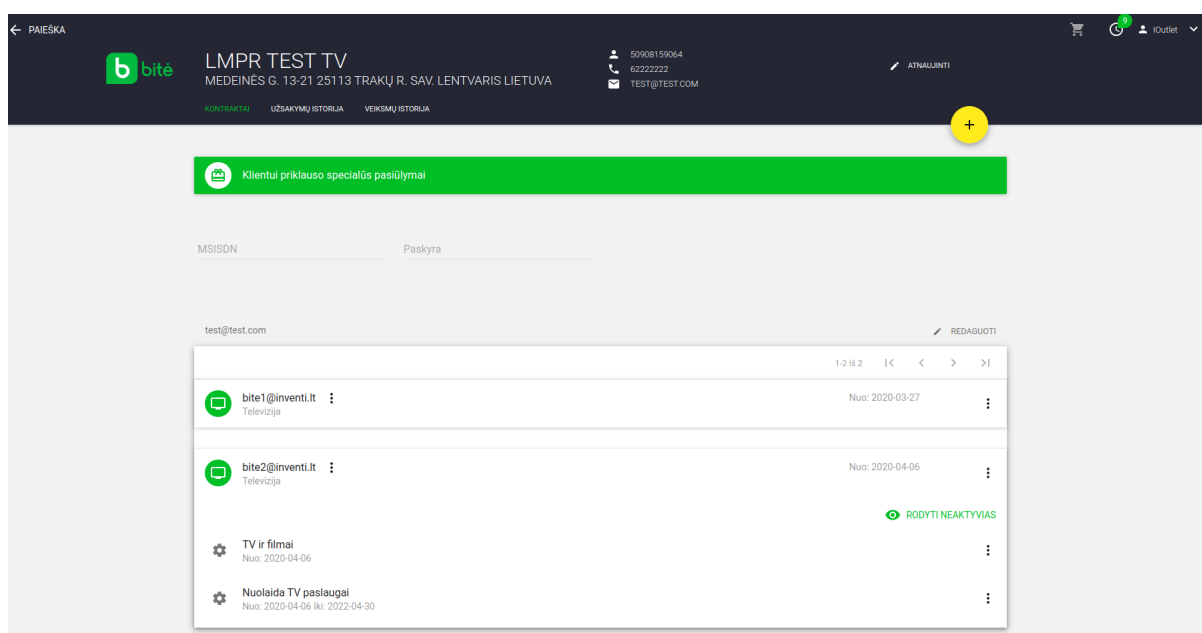 PAIEŠKA
9
IOutlet
b bitė
LMPR TEST TV
MEDEINĖS G. 13-21 25113 TRAKŲ R. SAV. LENTVARIS LIETUVA
50908159064
62222222
TEST@TEST.COM
ATNAUJINTI
KONTRAKTAI UŽSAKYMŲ ISTORIJA VEIKSMŲ ISTORIJA
+
Klientui priklauso specialūs pasiūlymai
MSISDN Paskyra
test@test.com REDAGUOTI
1-2 iš 2
bite1@inventi.lt Nuo: 2020-03-27
Televizija
bite2@inventi.lt Nuo: 2020-04-06
Televizija
RODYTI NEAKTYVIAS
TV ir filmai
Nuo: 2020-04-06
Nuolaida TV paslaugai
Nuo: 2020-04-06 Iki: 2022-04-30